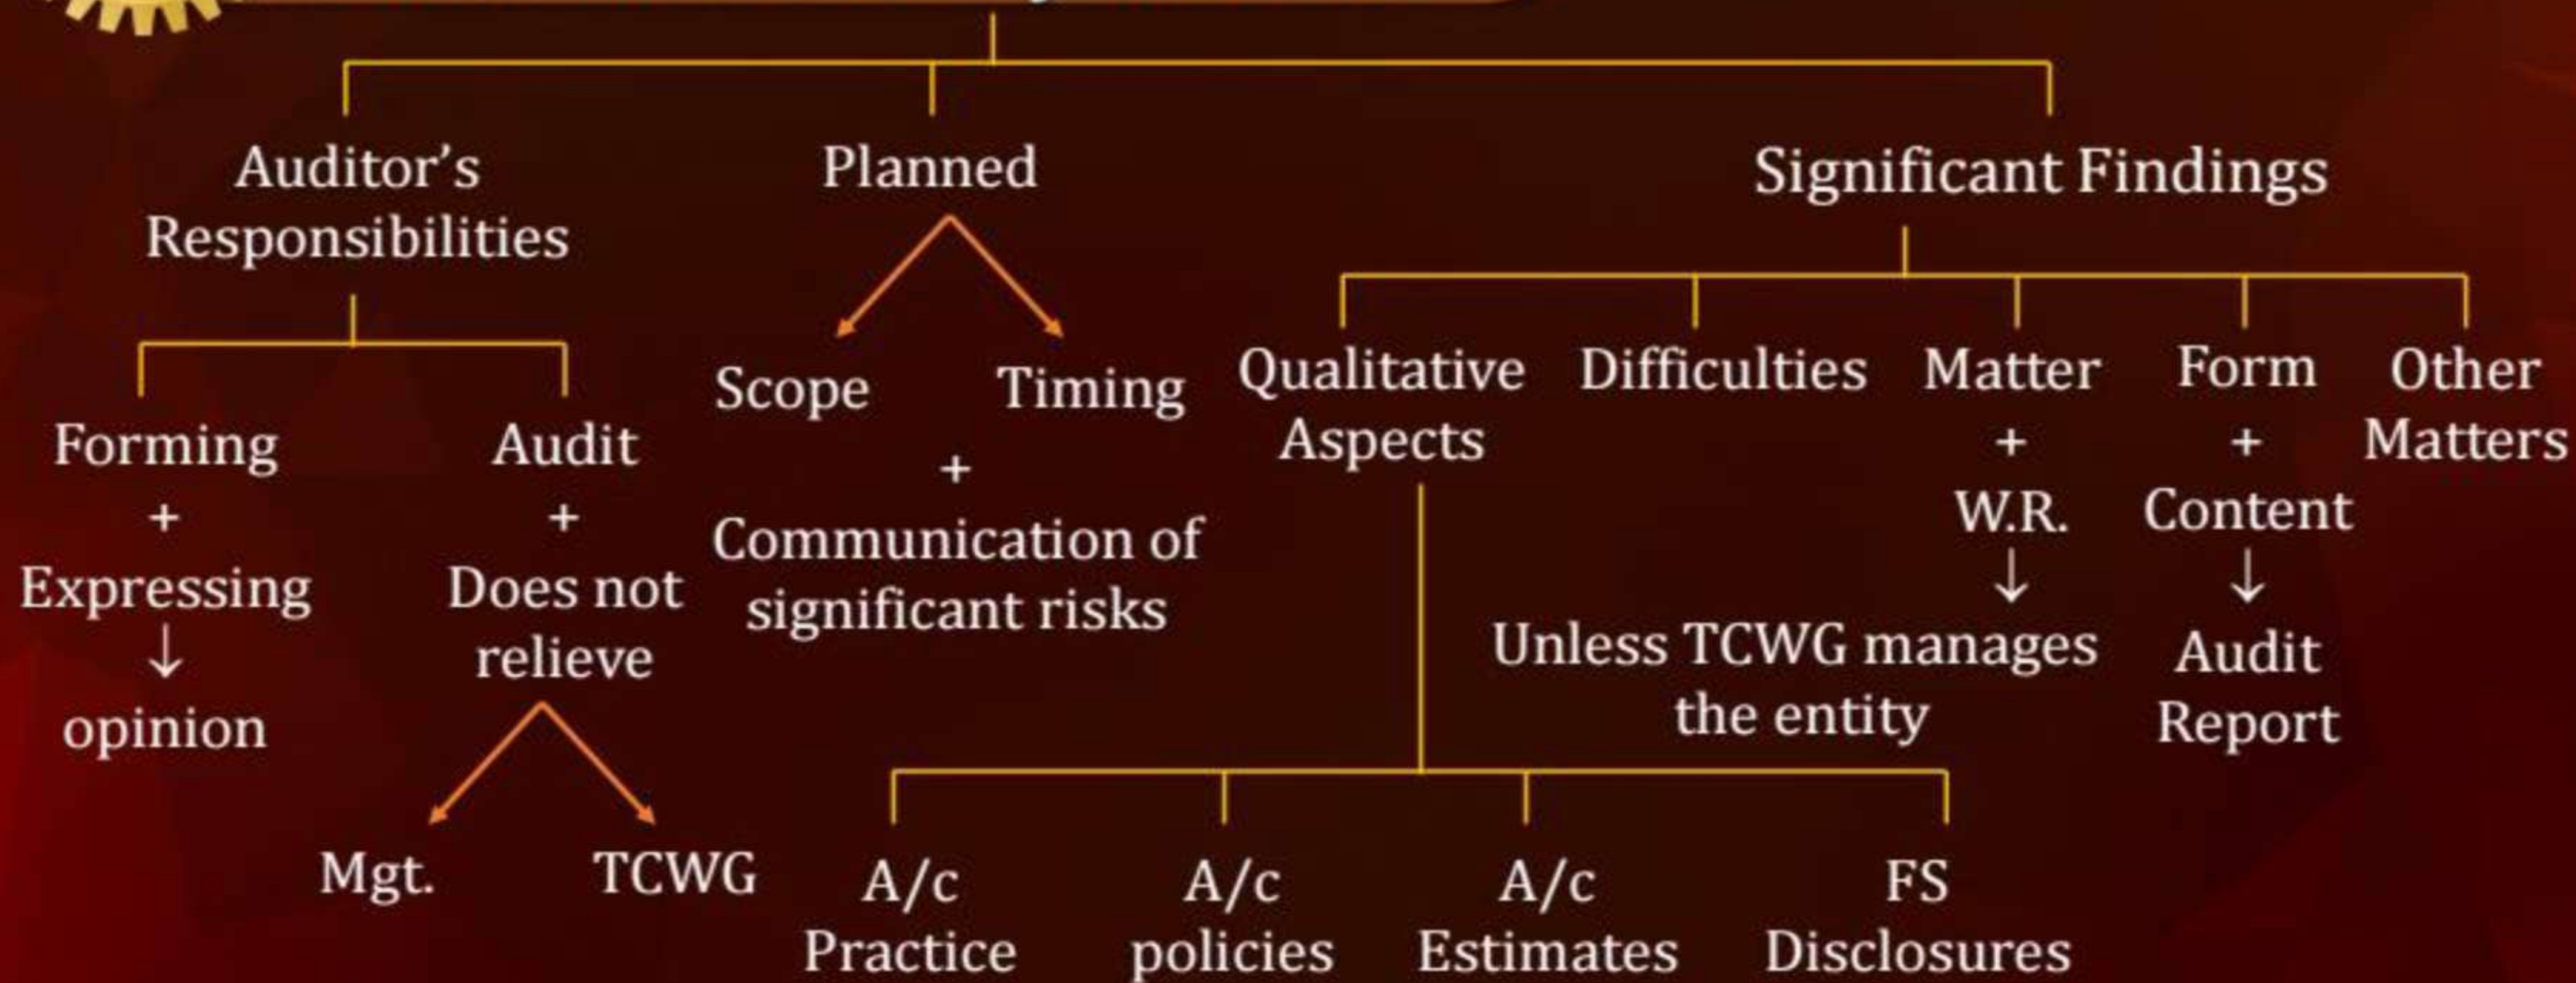 Auditor’s
Responsibilities
Planned
Significant Findings
Forming
+
Expressing
↓
opinion
Audit
+
Does not
relieve
Mgt.
TCWG
Scope
Timing
+
Communication of
significant risks
Qualitative
Aspects
Difficulties
Matter
+
W.R.
↓
Unless TCWG manages
the entity
Form
+
Content
↓
Audit
Report
Other
Matters
A/c
Practice
A/c
policies
A/c
Estimates
FS
Disclosures